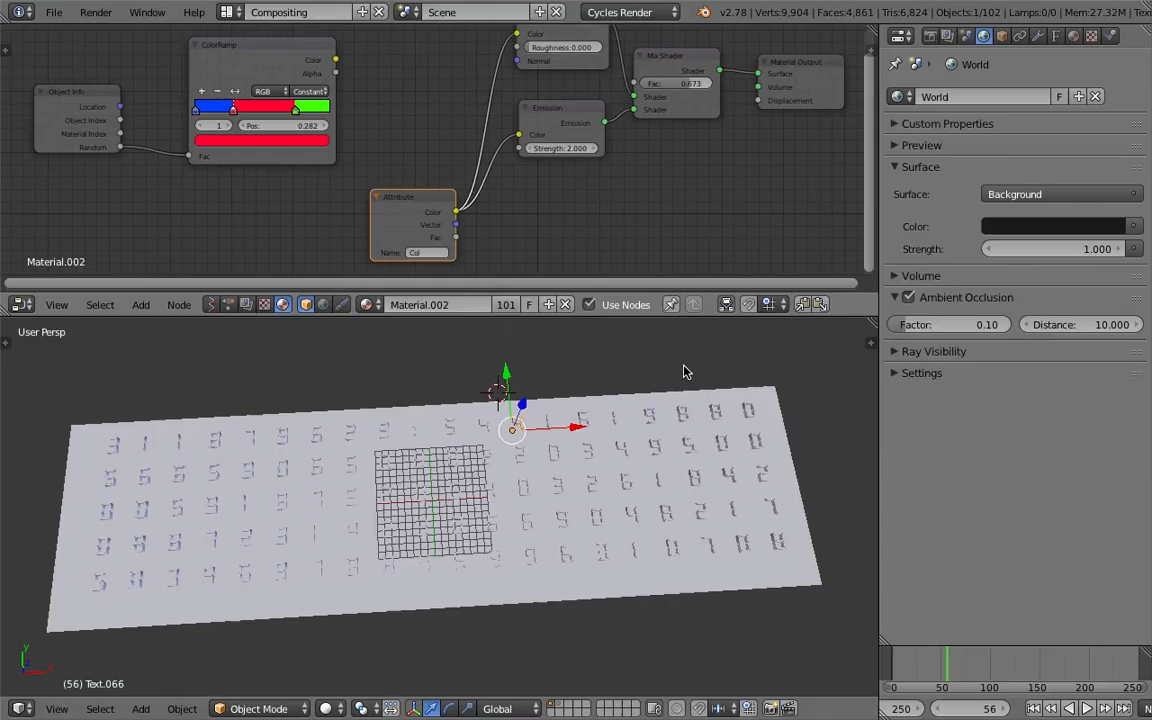 File Render Window Help Compositing Scene Cycles Render v2.78 | Verts:9,904 | Faces:4,861 | Tris:6,824 | Objects:1/102 | Lamps:0/0 | Mem:27.32M
ColorRamp
Color
Alpha
RGB Constant
1 Pos: 0.282
Fac
Object Info
Location
Object Index
Material Index
Random
Color
Roughness:0.000
Normal
Emission
Emission
Color
Strength: 2.000
Mix Shader
Shader
Fac: 0.673
Shader
Shader
Material Output
Surface
Volume
Displacement
Attribute
Color
Vector
Fac
Name: Col
Material.002
View Select Add Node Material.002 101 F Use Nodes
User Persp
(56) Text.066
View Select Add Object Object Mode Global
World
World F
Custom Properties
Preview
Surface
Surface: Background
Color:
Strength: 1.000
Volume
Ambient Occlusion
Factor: 0.10 Distance: 10.000
Ray Visibility
Settings
0 50 100 150 200 250
250 56